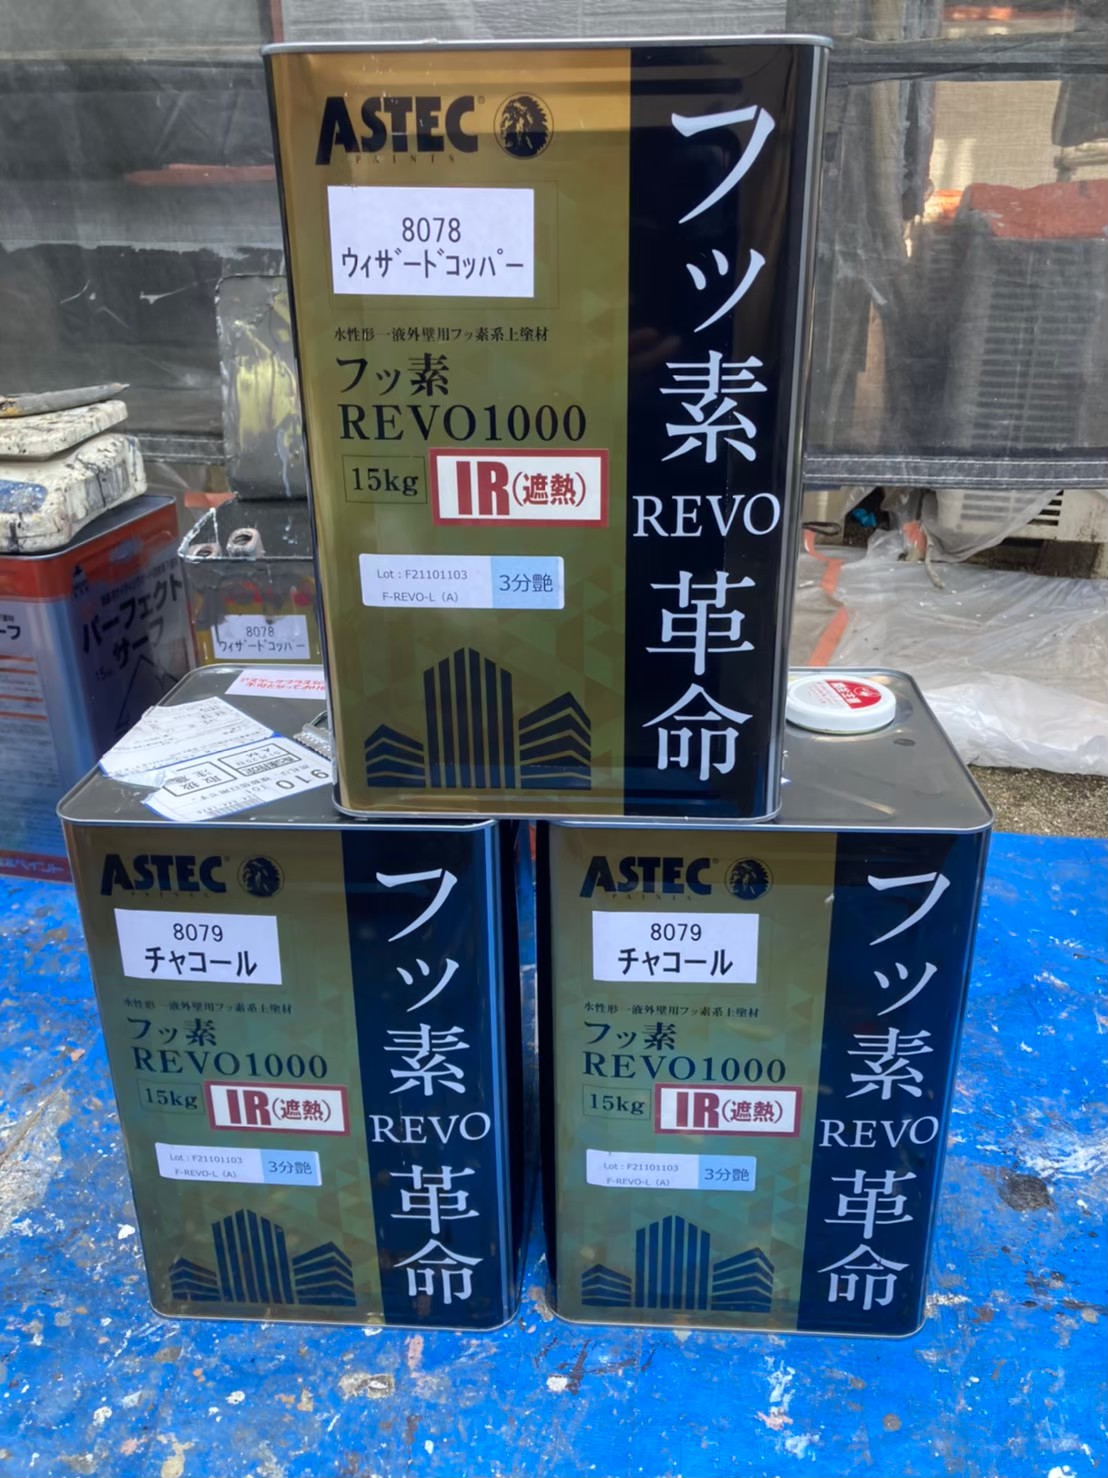 ASTEC
PAINTS
8078
ウィザードコッパー
水性形一液外壁用フッ素系上塗材
フッ素
REVO1000
15kg
IR(遮熱)
Lot : F21101103
F-REVO-L (A)
3分艶
フッ素
REVO
革命
パーフェクト
サーフ
8078
ウィザードコッパー
取扱
注意
910
ASTEC
PAINTS
8079
チャコール
水性形一液外壁用フッ素系上塗材
フッ素
REVO1000
15kg
IR(遮熱)
Lot : F21101103
F-REVO-L (A)
3分艶
フッ素
REVO
革命
ASTEC
PAINTS
8079
チャコール
水性形一液外壁用フッ素系上塗材
フッ素
REVO1000
15kg
IR(遮熱)
Lot : F21101103
F-REVO-L (A)
3分艶
フッ素
REVO
革命